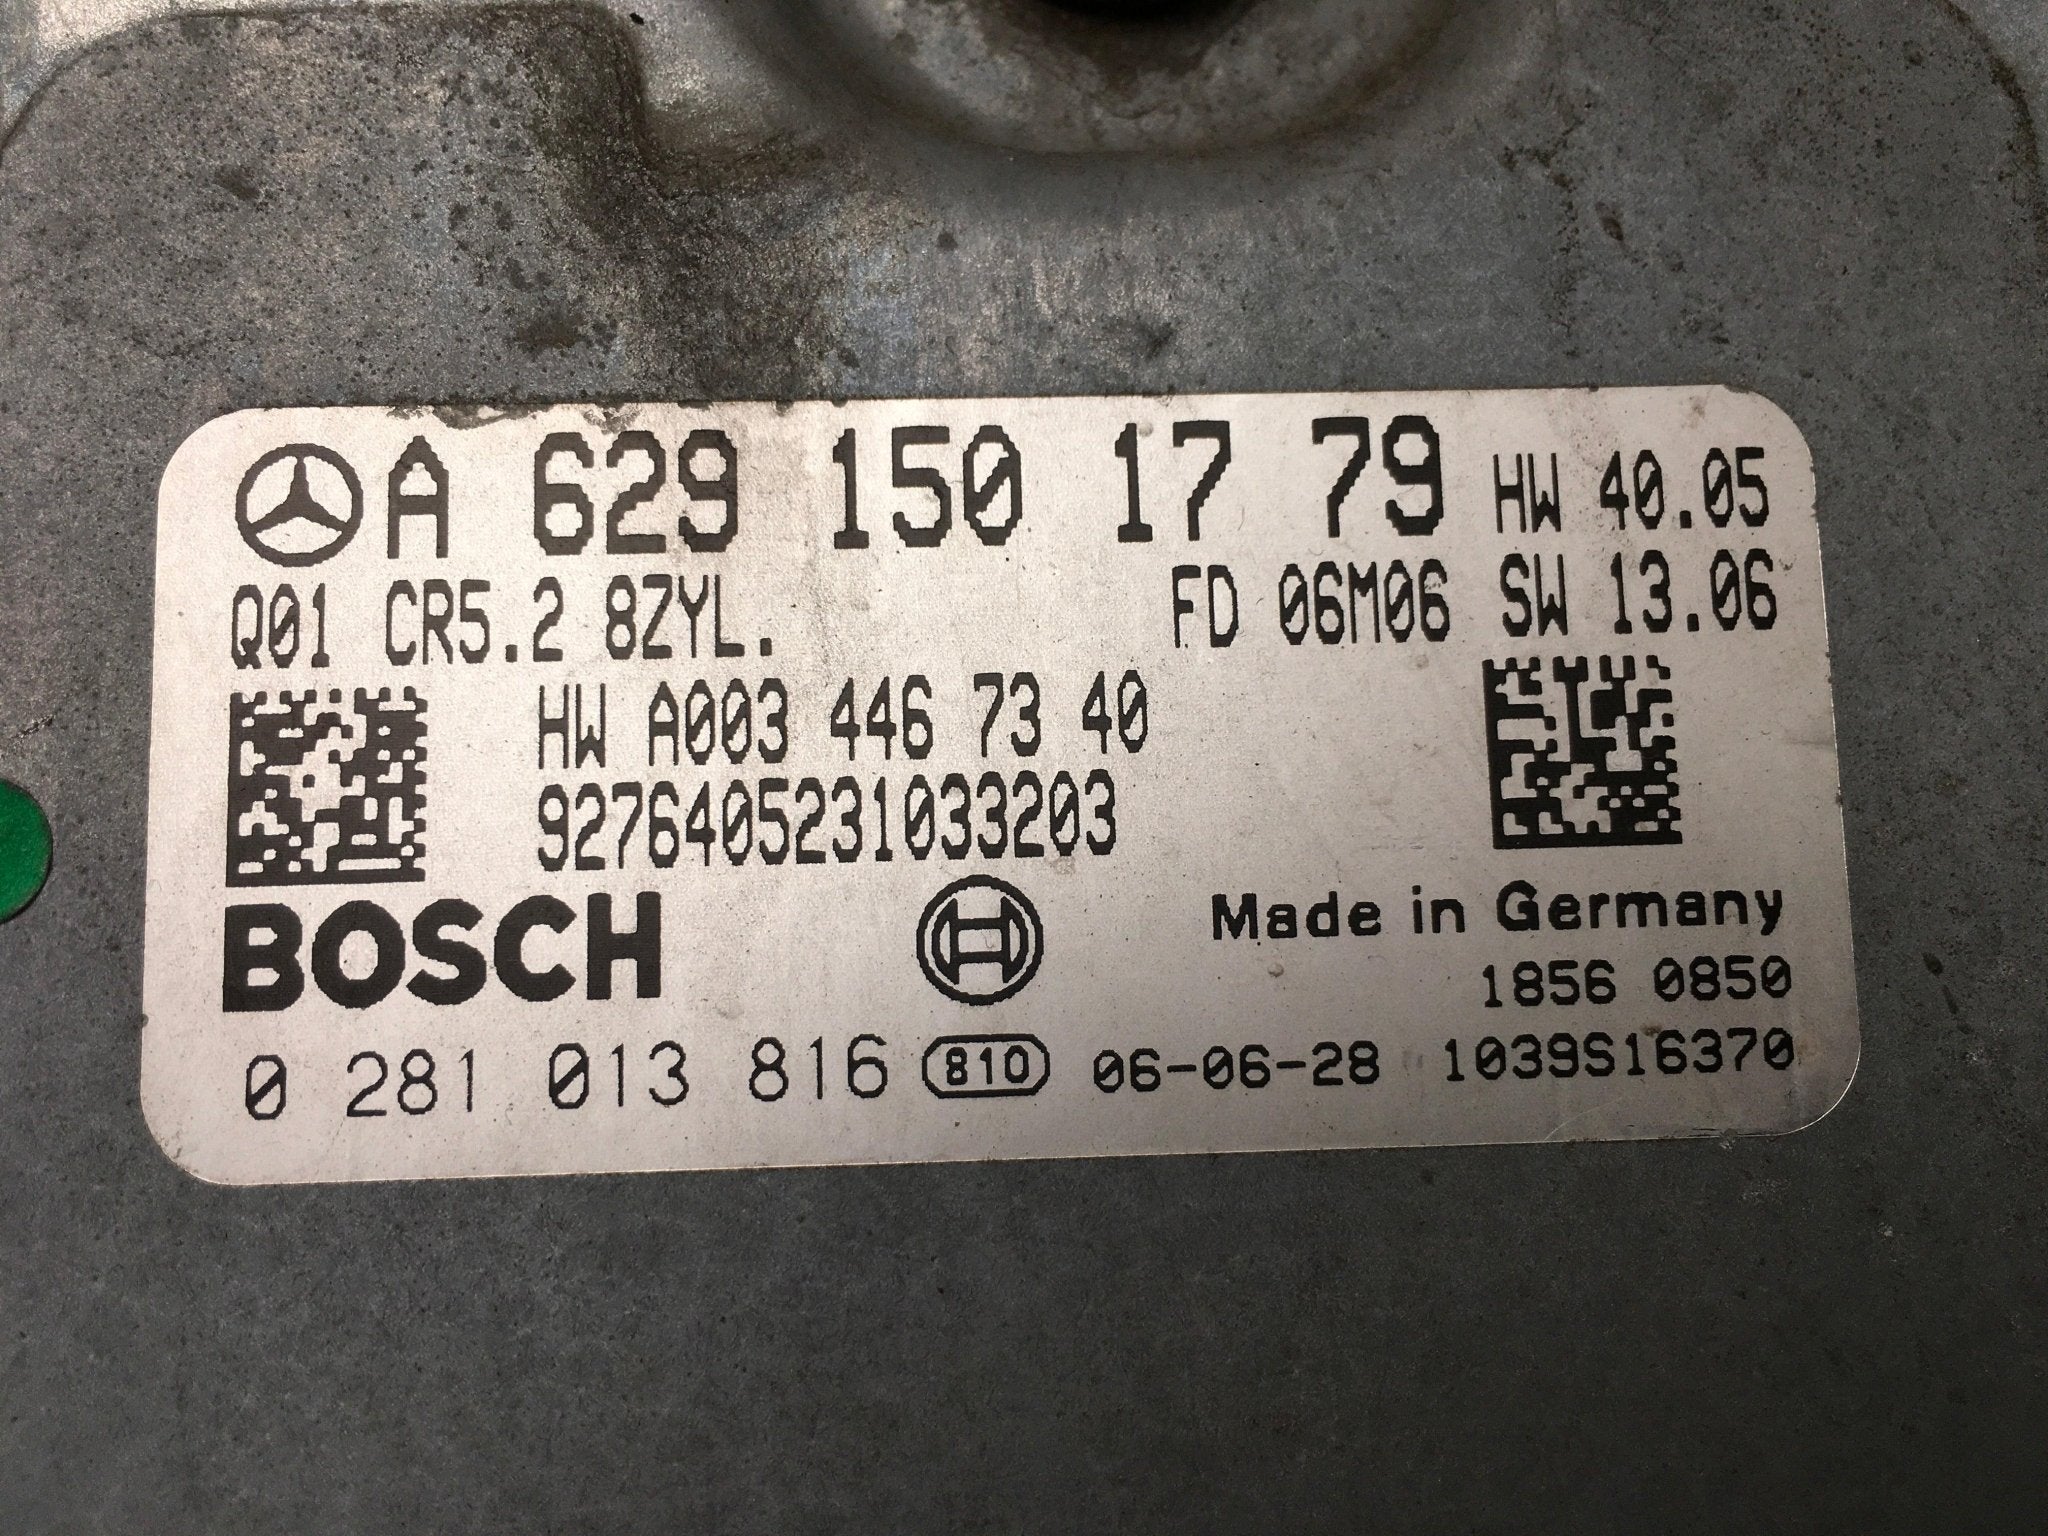 A 629 150 17 79 HW 40.05
Q01 CR5.2 8ZYL. FD 06M06 SW 13.06
HW A003 446 73 40
9276405231033203
BOSCH Made in Germany
1856 0850
0 281 013 816 810 06-06-28 1039S16370